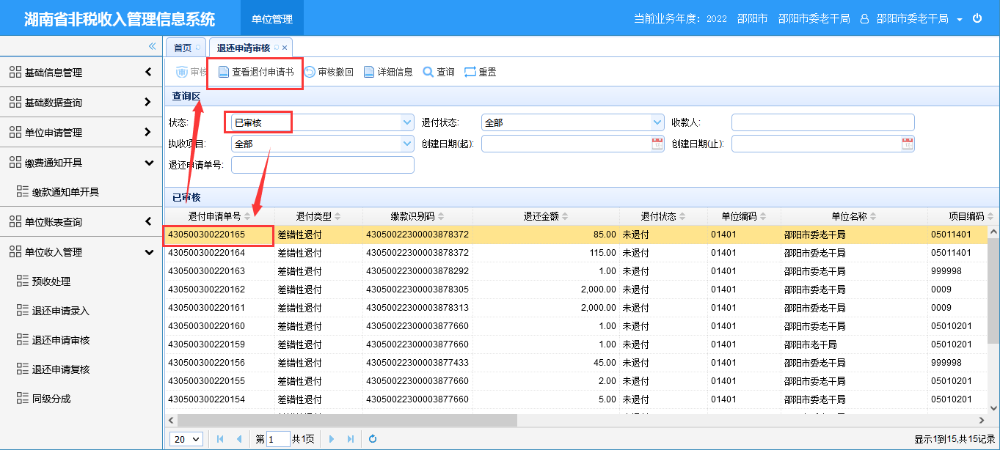 湖南省非税收入管理信息系统 单位管理 当前业务年度：2022 邵阳市 邵阳市委老干局 邵阳市委老干局
首页 退还申请审核
审核 查看退付申请书 审核撤回 详细信息 查询 重置
基础信息管理
基础数据查询
单位申请管理
缴费通知开具
缴款通知单开具
单位账表查询
单位收入管理
预收处理
退还申请录入
退还申请审核
退还申请复核
同级分成
查询区
状态: 已审核 退付状态: 全部 收款人:
执收项目: 全部 创建日期(起): 创建日期(止):
退还申请单号:
已审核
退付申请单号 退付类型 缴款识别码 退还金额 退付状态 单位编码 单位名称 项目编码
430500300220165 差错性退付 43050022300003878372 85.00 未退付 01401 邵阳市委老干局 05011401
430500300220164 差错性退付 43050022300003878372 115.00 未退付 01401 邵阳市委老干局 05011401
430500300220163 差错性退付 43050022300003878292 1.00 未退付 01401 邵阳市委老干局 999998
430500300220162 差错性退付 43050022300003878305 2,000.00 未退付 01401 邵阳市委老干局 0009
430500300220161 差错性退付 43050022300003878313 2,000.00 未退付 01401 邵阳市委老干局 0009
430500300220160 差错性退付 43050022300003877660 1.00 未退付 01401 邵阳市委老干局 05010201
430500300220159 差错性退付 43050022300003877660 1.00 未退付 01401 邵阳市老干局 05010201
430500300220156 差错性退付 43050022300003877433 45.00 未退付 01401 邵阳市委老干局 999998
430500300220155 差错性退付 43050022300003877660 2.00 未退付 01401 邵阳市委老干局 05010201
430500300220154 差错性退付 43050022300003877660 5.00 未退付 01401 邵阳市委老干局 05010201
20 第 1 共1页 显示1到15,共15记录